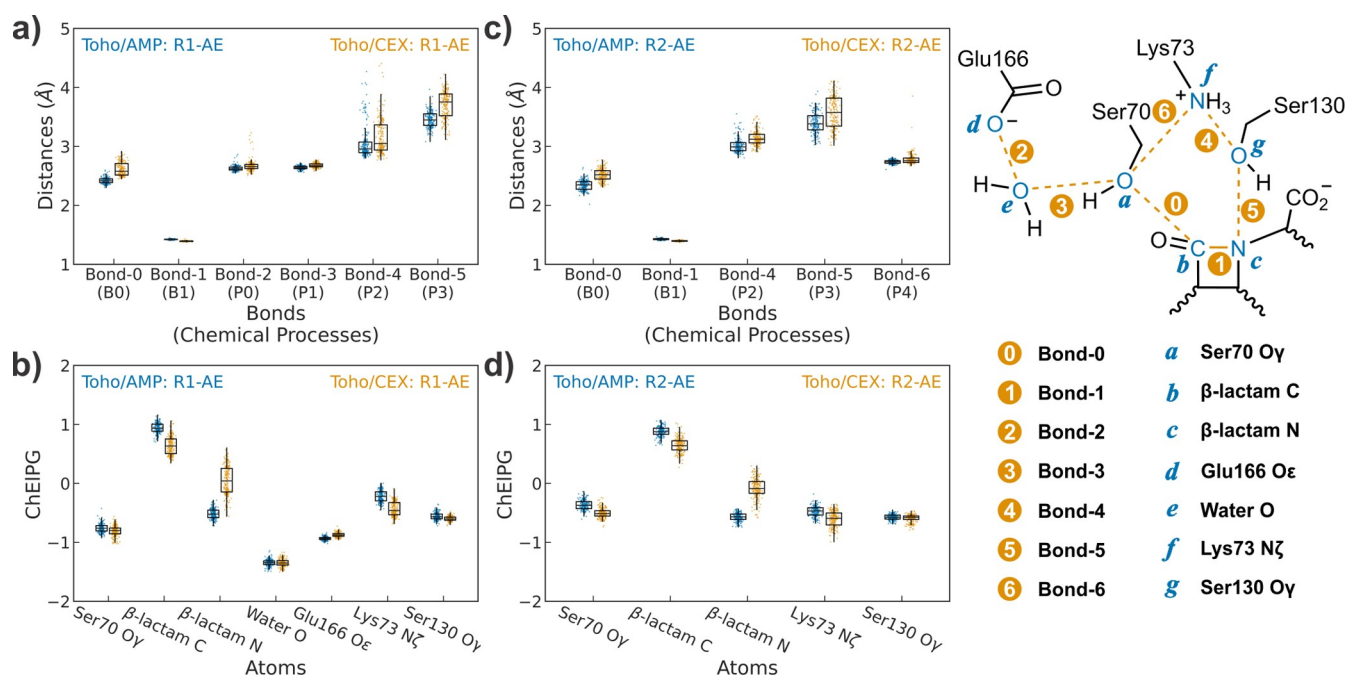 a)
Toho/AMP: R1-AE
Toho/CEX: R1-AE
Distances (Å)
5
4
3
2
1
Bond-0 Bond-1 Bond-2 Bond-3 Bond-4 Bond-5
(B0) (B1) (P0) (P1) (P2) (P3)
Bonds
(Chemical Processes)
c)
Toho/AMP: R2-AE
Toho/CEX: R2-AE
Distances (Å)
5
4
3
2
1
Bond-0 Bond-1 Bond-4 Bond-5 Bond-6
(B0) (B1) (P2) (P3) (P4)
Bonds
(Chemical Processes)
b)
Toho/AMP: R1-AE
Toho/CEX: R1-AE
ChElPG
2
1
0
−1
−2
Ser70 Oγ
β-lactam C
β-lactam N
Water O
Glu166 Oε
Lys73 Nζ
Ser130 Oγ
Atoms
d)
Toho/AMP: R2-AE
Toho/CEX: R2-AE
ChElPG
2
1
0
−1
−2
Ser70 Oγ
β-lactam C
β-lactam N
Lys73 Nζ
Ser130 Oγ
Atoms
Lys73
Glu166
f
O
+
NH3
Ser70
6
Ser130
d O−
4
2
O g
H
O
O
H
3
H
e
a
H
0
5
CO2−
O
C
N
b
1
c
0 Bond-0
1 Bond-1
2 Bond-2
3 Bond-3
4 Bond-4
5 Bond-5
6 Bond-6
a Ser70 Oγ
b β-lactam C
c β-lactam N
d Glu166 Oε
e Water O
f Lys73 Nζ
g Ser130 Oγ